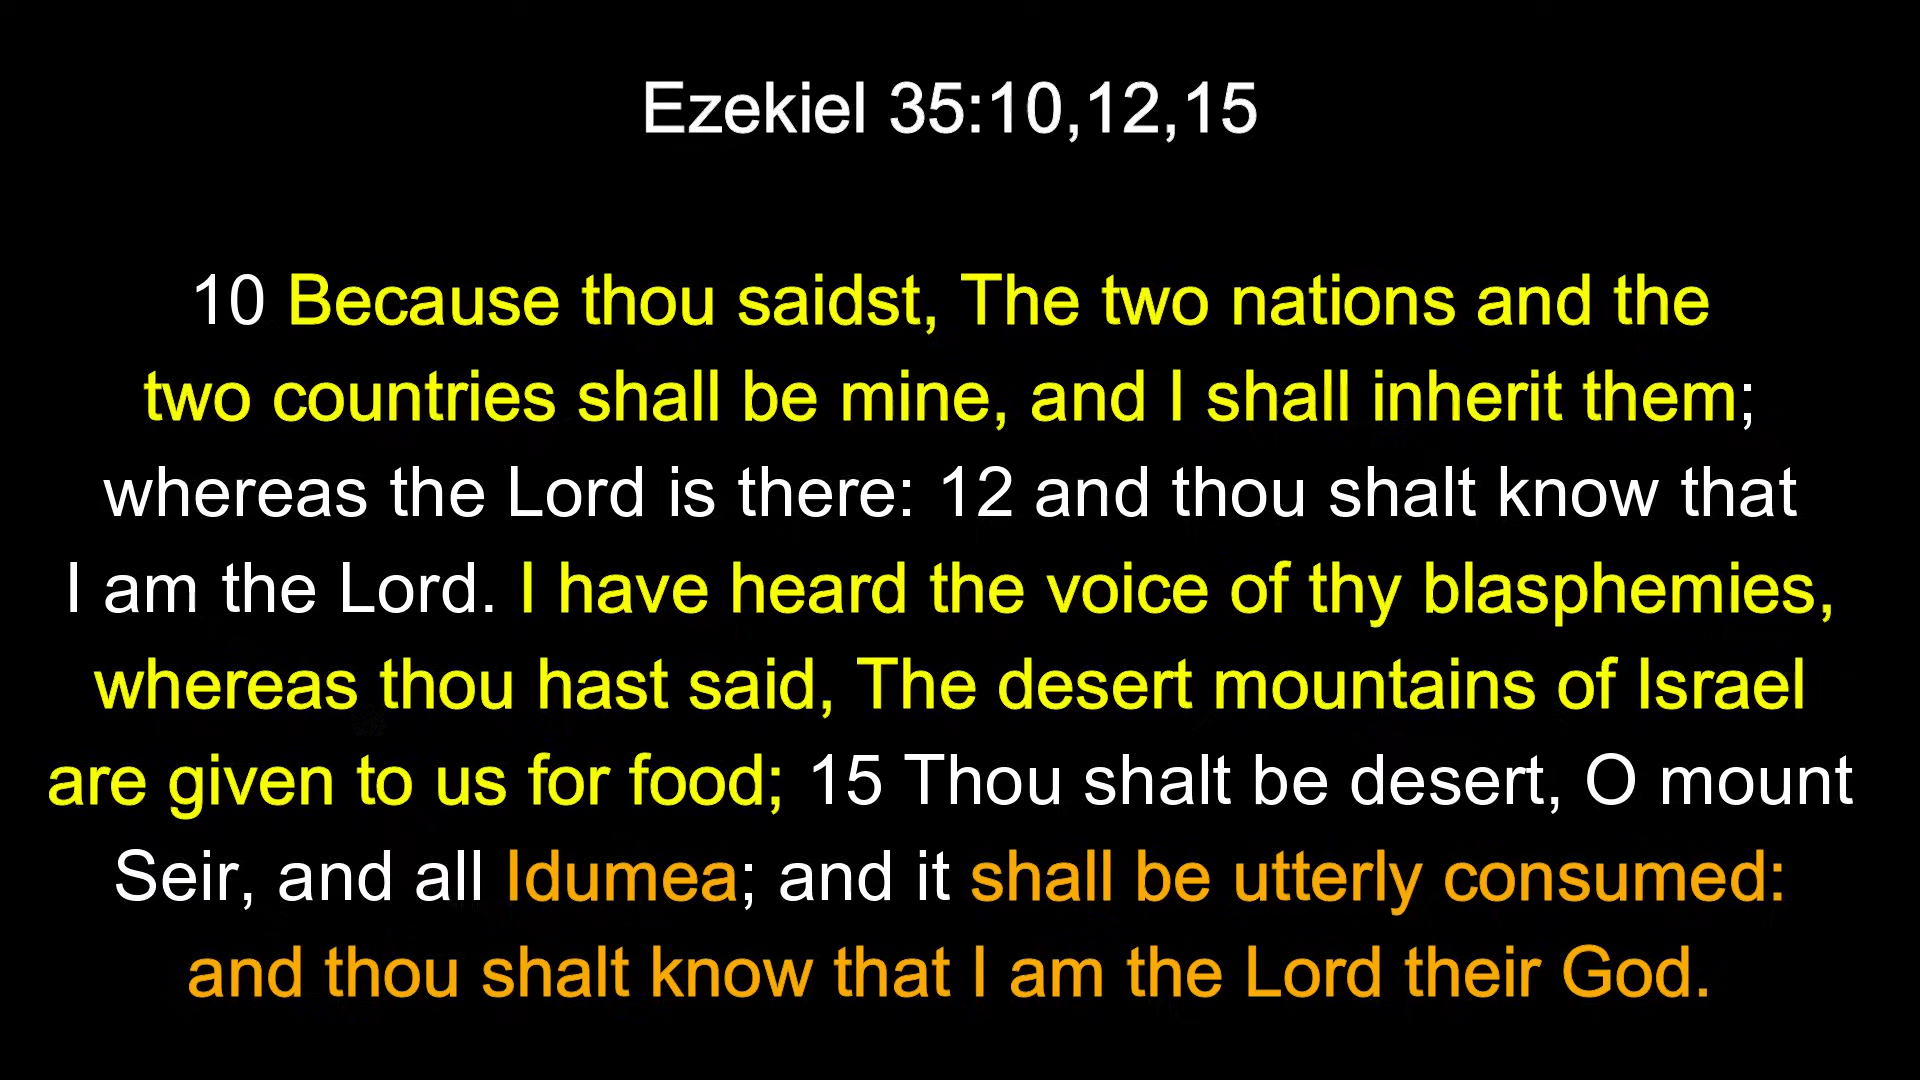 Ezekiel 35:10,12,15
10 Because thou saidst, The two nations and the
two countries shall be mine, and I shall inherit them;
whereas the Lord is there: 12 and thou shalt know that
I am the Lord. I have heard the voice of thy blasphemies,
whereas thou hast said, The desert mountains of Israel
are given to us for food; 15 Thou shalt be desert, O mount
Seir, and all Idumea; and it shall be utterly consumed:
and thou shalt know that I am the Lord their God.